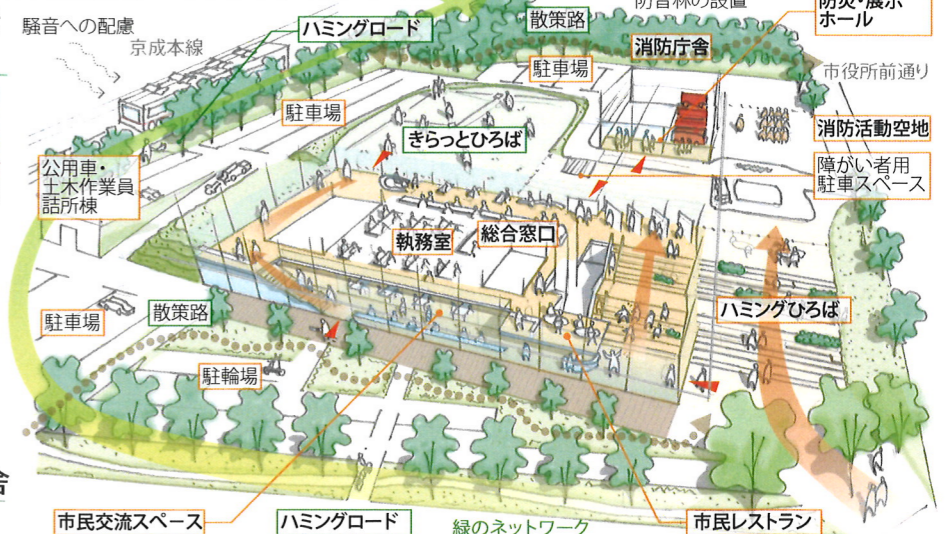 防音林の設置
防災・展示
ホール
ハミングロード
散策路
騒音への配慮
京成本線
消防庁舎
駐車場
市役所前通り
駐車場
消防活動空地
きらっとひろば
公用車・
土木作業員
詰所棟
障がい者用
駐車スペース
執務室
総合窓口
駐車場
散策路
ハミングひろば
駐輪場
市民交流スペース
ハミングロード
緑のネットワーク
市民レストラン